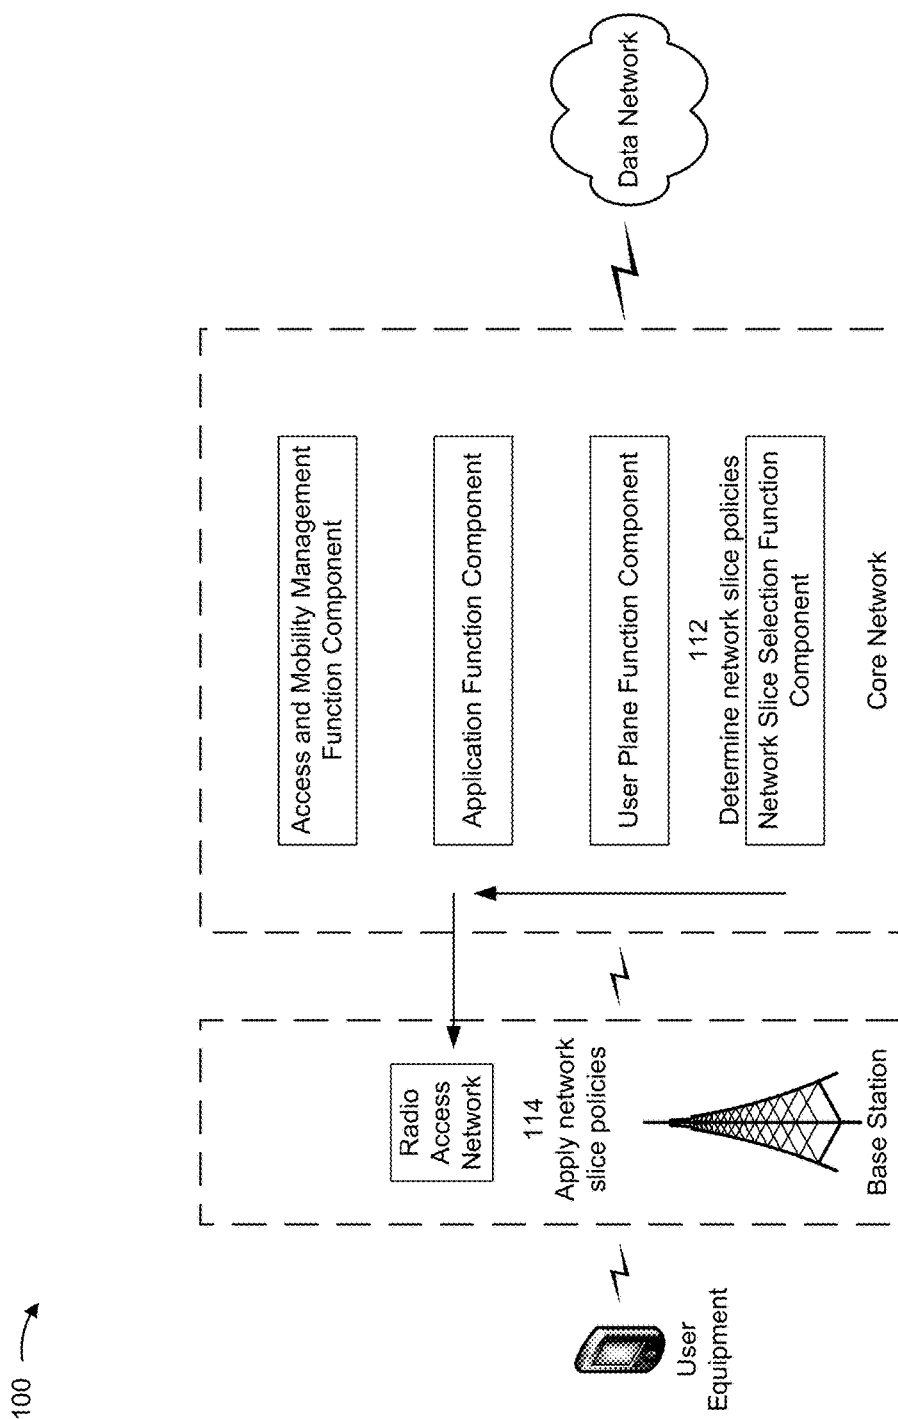 100
User
Equipment
Radio
Access
Network
114
Apply network
slice policies
Base Station
Access and Mobility Management
Function Component
Application Function Component
User Plane Function Component
112
Determine network slice policies
Network Slice Selection Function
Component
Core Network
Data Network